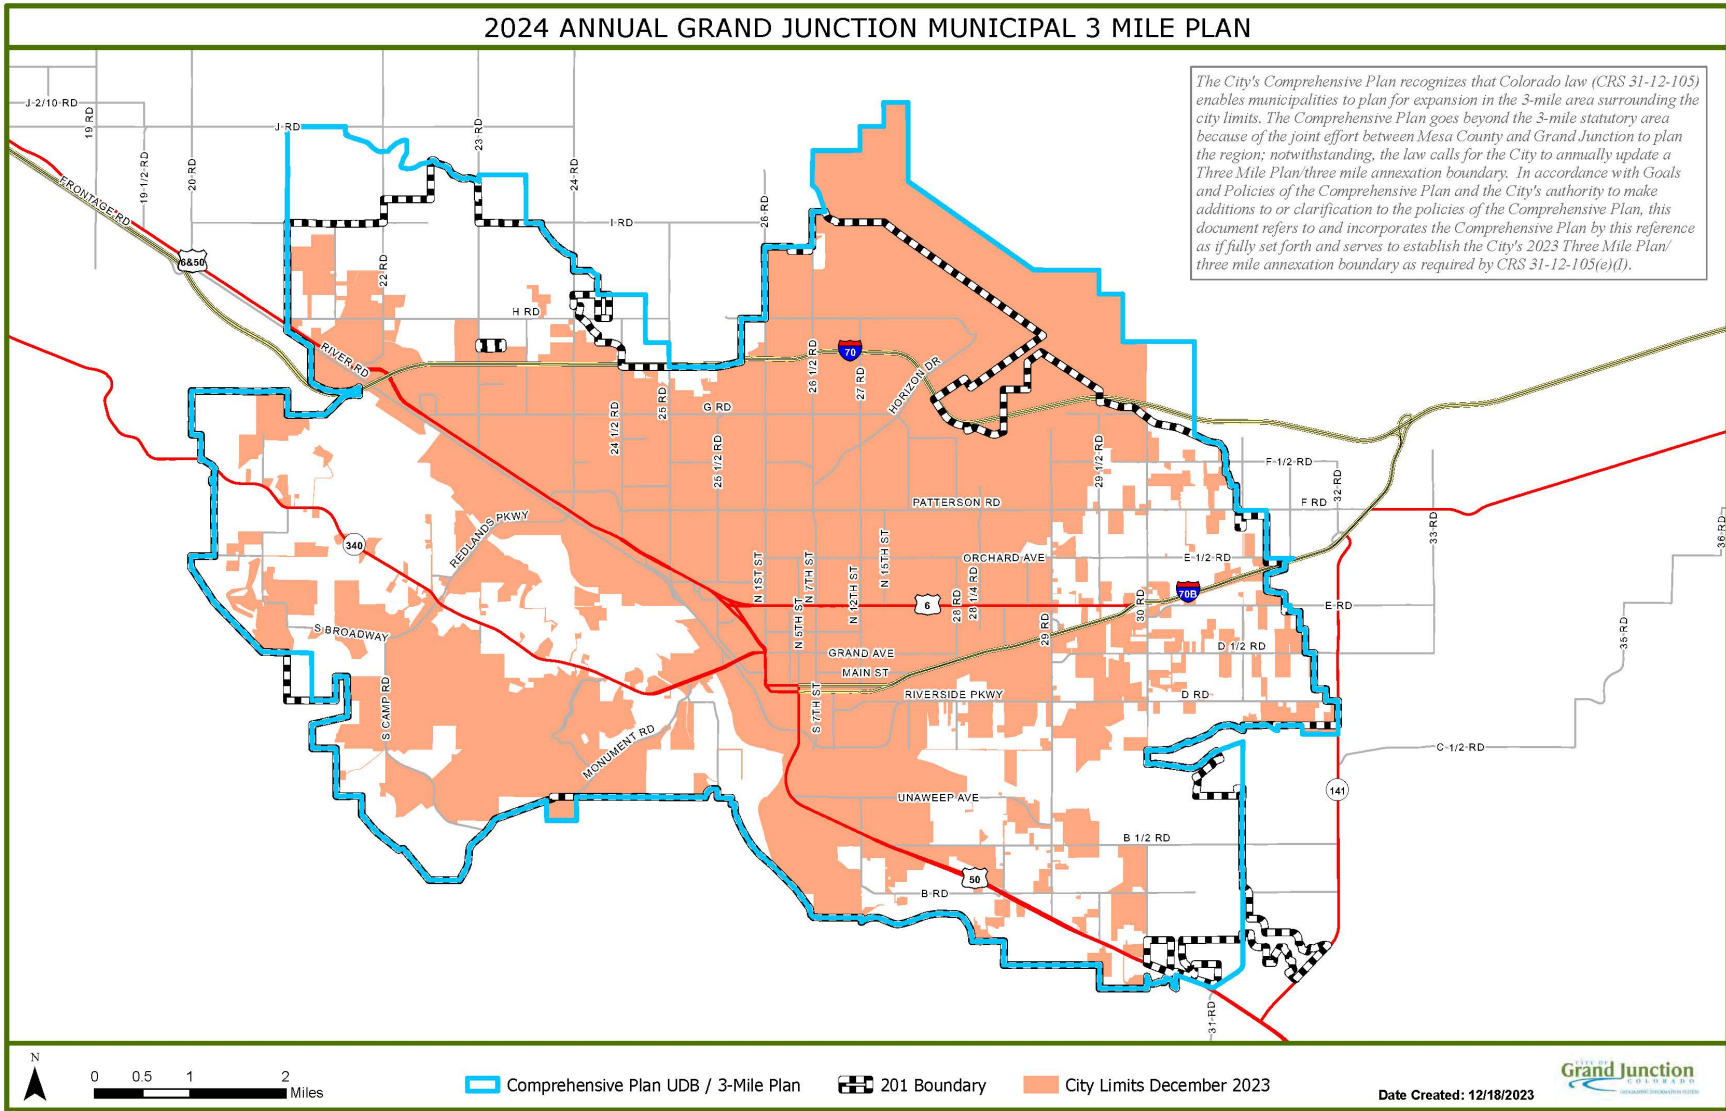 2024 ANNUAL GRAND JUNCTION MUNICIPAL 3 MILE PLAN
The City's Comprehensive Plan recognizes that Colorado law (CRS 31-12-105)
enables municipalities to plan for expansion in the 3-mile area surrounding the
city limits. The Comprehensive Plan goes beyond the 3-mile statutory area
because of the joint effort between Mesa County and Grand Junction to plan
the region; notwithstanding, the law calls for the City to annually update a
Three Mile Plan/three mile annexation boundary. In accordance with Goals
and Policies of the Comprehensive Plan and the City's authority to make
additions to or clarification to the policies of the Comprehensive Plan, this
document refers to and incorporates the Comprehensive Plan by this reference
as if fully set forth and serves to establish the City's 2023 Three Mile Plan/
three mile annexation boundary as required by CRS 31-12-105(e)(I).
J-2/10-RD
19 RD
J-RD
23-RD
19-1/2-RD
20-RD
24-RD
FRONTAGE RD
I RD
26-RD
6&50
22 RD
H RD
RIVER RD
70
26 1/2 RD
27 RD
HORIZON DR
24 1/2 RD
25 RD
G RD
25 1/2 RD
29 1/2 RD
F-1/2-RD
32-RD
PATTERSON RD
F RD
33-RD
36-RD
REDLANDS PKWY
340
N 1ST ST
N 7TH ST
N 15TH ST
ORCHARD AVE
E-1/2-RD
N 12TH ST
28 RD
28 1/4 RD
70B
6
30 RD
E RD
N 5TH ST
29 RD
S BROADWAY
GRAND AVE
D 1/2 RD
35-RD
MAIN ST
S CAMP RD
S 7TH ST
RIVERSIDE PKWY
D RD
MONUMENT RD
C-1/2-RD
141
UNAWEEP AVE
B 1/2 RD
50
B RD
31-RD
N
0 0.5 1 2
Miles
Comprehensive Plan UDB / 3-Mile Plan
201 Boundary
City Limits December 2023
Date Created: 12/18/2023
CITY OF
Grand Junction
COLORADO
GEOGRAPHIC INFORMATION SYSTEM